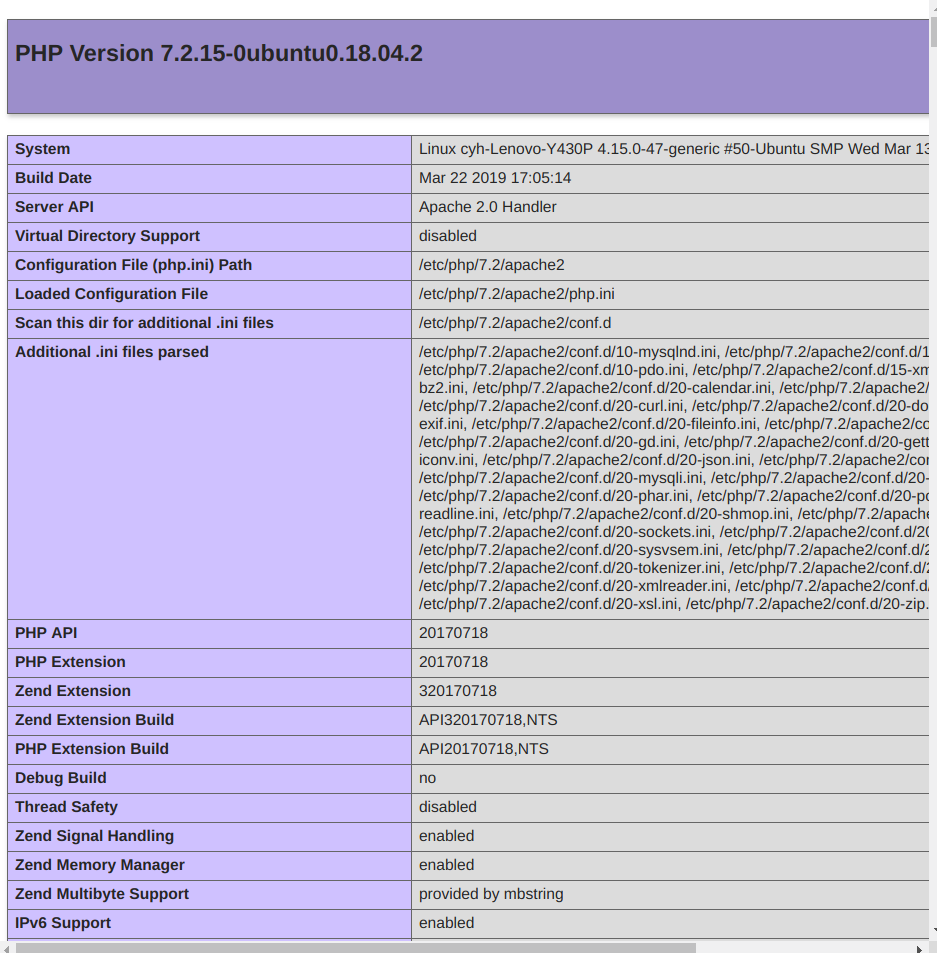 PHP Version 7.2.15-0ubuntu0.18.04.2
System Linux cyh-Lenovo-Y430P 4.15.0-47-generic #50-Ubuntu SMP Wed Mar 13
Build Date Mar 22 2019 17:05:14
Server API Apache 2.0 Handler
Virtual Directory Support disabled
Configuration File (php.ini) Path /etc/php/7.2/apache2
Loaded Configuration File /etc/php/7.2/apache2/php.ini
Scan this dir for additional .ini files /etc/php/7.2/apache2/conf.d
Additional .ini files parsed /etc/php/7.2/apache2/conf.d/10-mysqlnd.ini, /etc/php/7.2/apache2/conf.d/1
/etc/php/7.2/apache2/conf.d/10-pdo.ini, /etc/php/7.2/apache2/conf.d/15-xm
bz2.ini, /etc/php/7.2/apache2/conf.d/20-calendar.ini, /etc/php/7.2/apache2/
/etc/php/7.2/apache2/conf.d/20-curl.ini, /etc/php/7.2/apache2/conf.d/20-do
exif.ini, /etc/php/7.2/apache2/conf.d/20-fileinfo.ini, /etc/php/7.2/apache2/co
/etc/php/7.2/apache2/conf.d/20-gd.ini, /etc/php/7.2/apache2/conf.d/20-gett
iconv.ini, /etc/php/7.2/apache2/conf.d/20-json.ini, /etc/php/7.2/apache2/con
/etc/php/7.2/apache2/conf.d/20-mysqli.ini, /etc/php/7.2/apache2/conf.d/20-
/etc/php/7.2/apache2/conf.d/20-phar.ini, /etc/php/7.2/apache2/conf.d/20-po
readline.ini, /etc/php/7.2/apache2/conf.d/20-shmop.ini, /etc/php/7.2/apache
/etc/php/7.2/apache2/conf.d/20-sockets.ini, /etc/php/7.2/apache2/conf.d/20
/etc/php/7.2/apache2/conf.d/20-sysvsem.ini, /etc/php/7.2/apache2/conf.d/2
/etc/php/7.2/apache2/conf.d/20-tokenizer.ini, /etc/php/7.2/apache2/conf.d/2
/etc/php/7.2/apache2/conf.d/20-xmlreader.ini, /etc/php/7.2/apache2/conf.d/
/etc/php/7.2/apache2/conf.d/20-xsl.ini, /etc/php/7.2/apache2/conf.d/20-zip.
PHP API 20170718
PHP Extension 20170718
Zend Extension 320170718
Zend Extension Build API320170718,NTS
PHP Extension Build API20170718,NTS
Debug Build no
Thread Safety disabled
Zend Signal Handling enabled
Zend Memory Manager enabled
Zend Multibyte Support provided by mbstring
IPv6 Support enabled